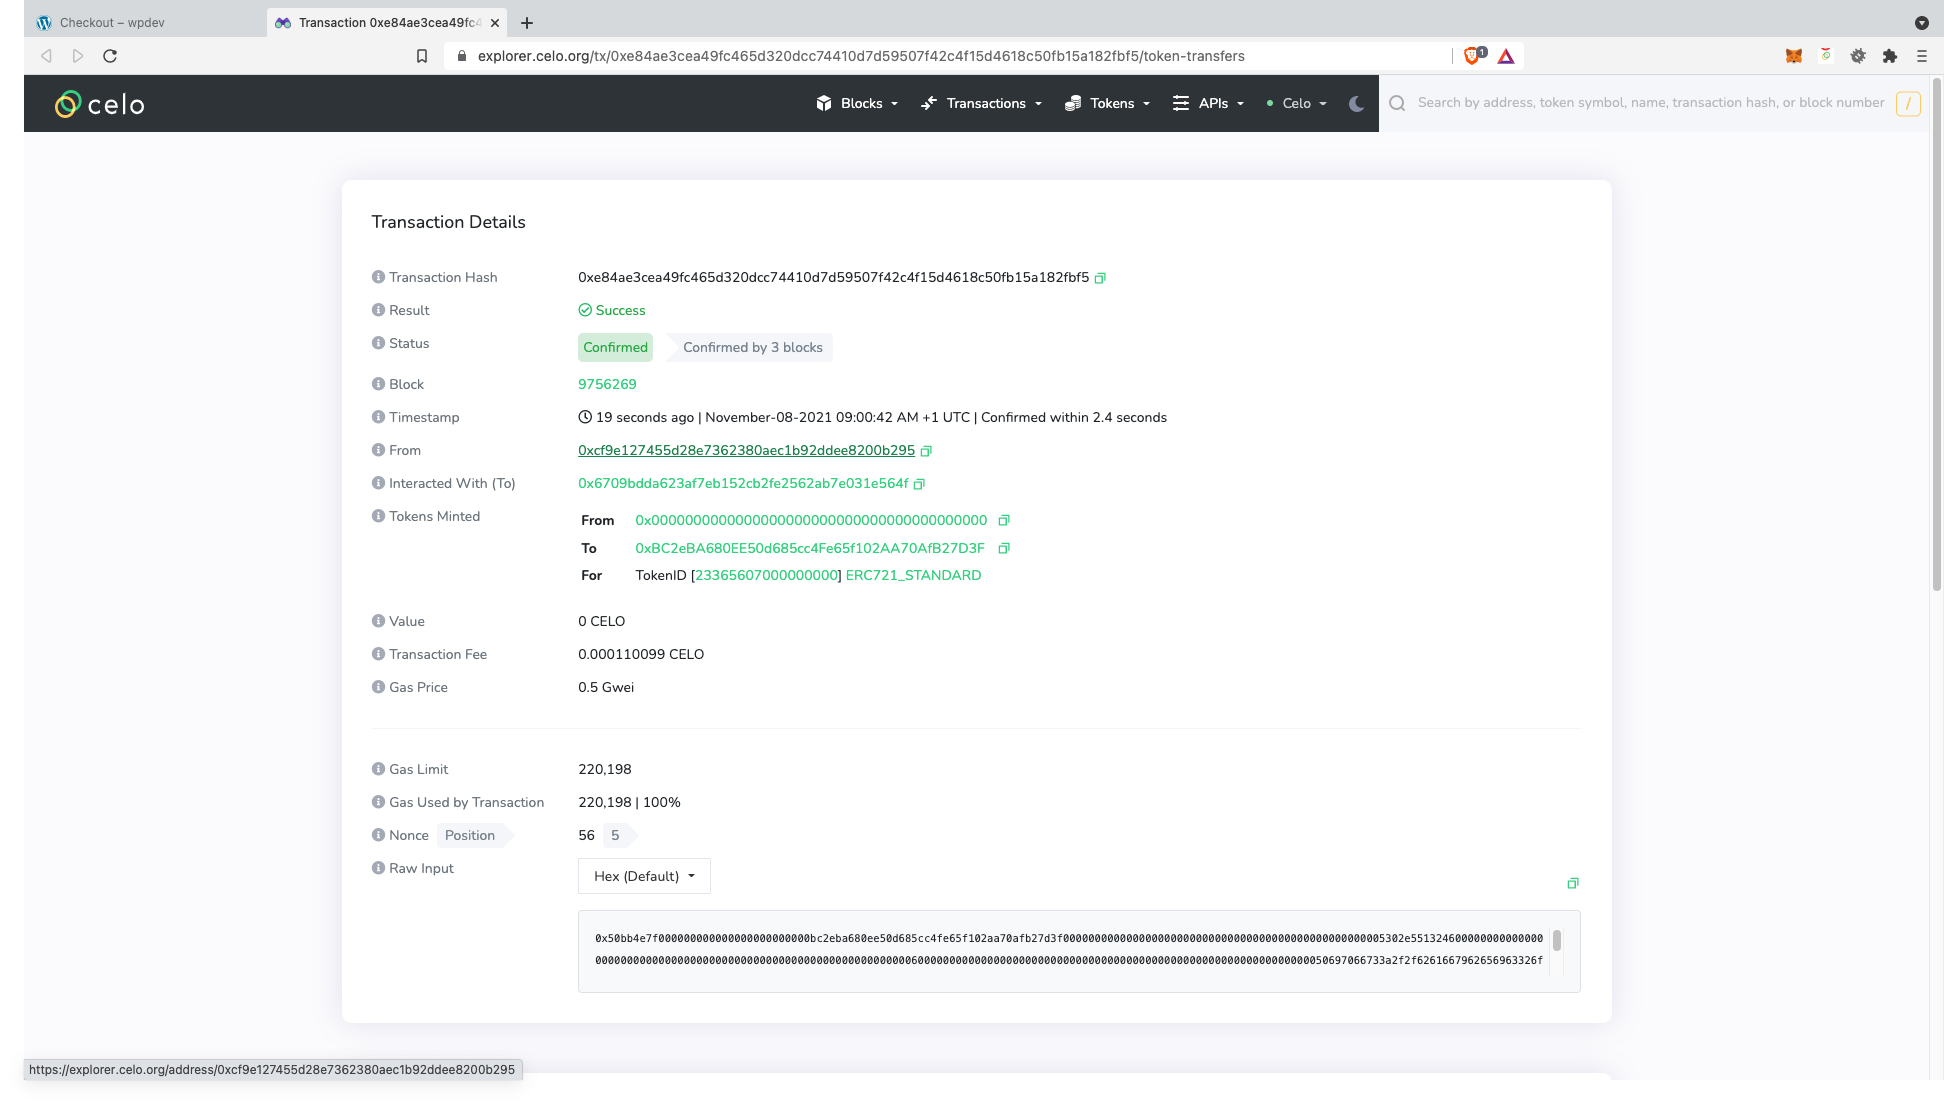 Checkout – wpdev
Transaction 0xe84ae3cea49fc4
explorer.celo.org/tx/0xe84ae3cea49fc465d320dcc74410d7d59507f42c4f15d4618c50fb15a182fbf5/token-transfers
1
celo
Blocks
Transactions
Tokens
APIs
Celo
Search by address, token symbol, name, transaction hash, or block number
/
Transaction Details
Transaction Hash 0xe84ae3cea49fc465d320dcc74410d7d59507f42c4f15d4618c50fb15a182fbf5
Result Success
Status Confirmed Confirmed by 3 blocks
Block 9756269
Timestamp 19 seconds ago | November-08-2021 09:00:42 AM +1 UTC | Confirmed within 2.4 seconds
From 0xcf9e127455d28e7362380aec1b92ddee8200b295
Interacted With (To) 0x6709bdda623af7eb152cb2fe2562ab7e031e564f
Tokens Minted From 0x0000000000000000000000000000000000000000
To 0xBC2eBA680EE50d685cc4Fe65f102AA70AfB27D3F
For TokenID [23365607000000000] ERC721_STANDARD
Value 0 CELO
Transaction Fee 0.000110099 CELO
Gas Price 0.5 Gwei
Gas Limit 220,198
Gas Used by Transaction 220,198 | 100%
Nonce Position 56 5
Raw Input Hex (Default)
https://explorer.celo.org/address/0xcf9e127455d28e7362380aec1b92ddee8200b295